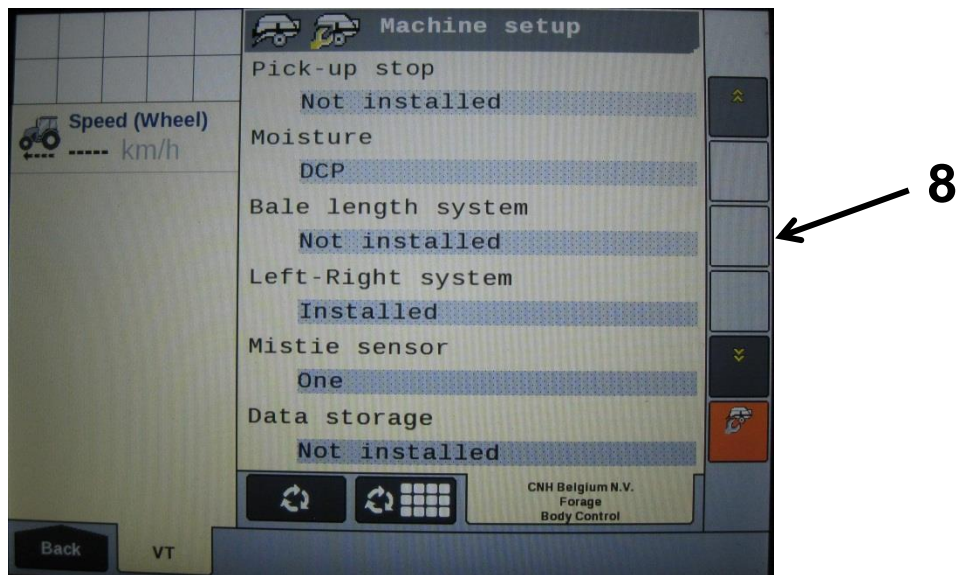 Machine setup
Pick-up stop
Not installed
Speed (Wheel)
----- km/h
Moisture
DCP
Bale length system
Not installed
Left-Right system
Installed
Mistie sensor
One
Data storage
Not installed
CNH Belgium N.V.
Forage
Body Control
Back
VT
8